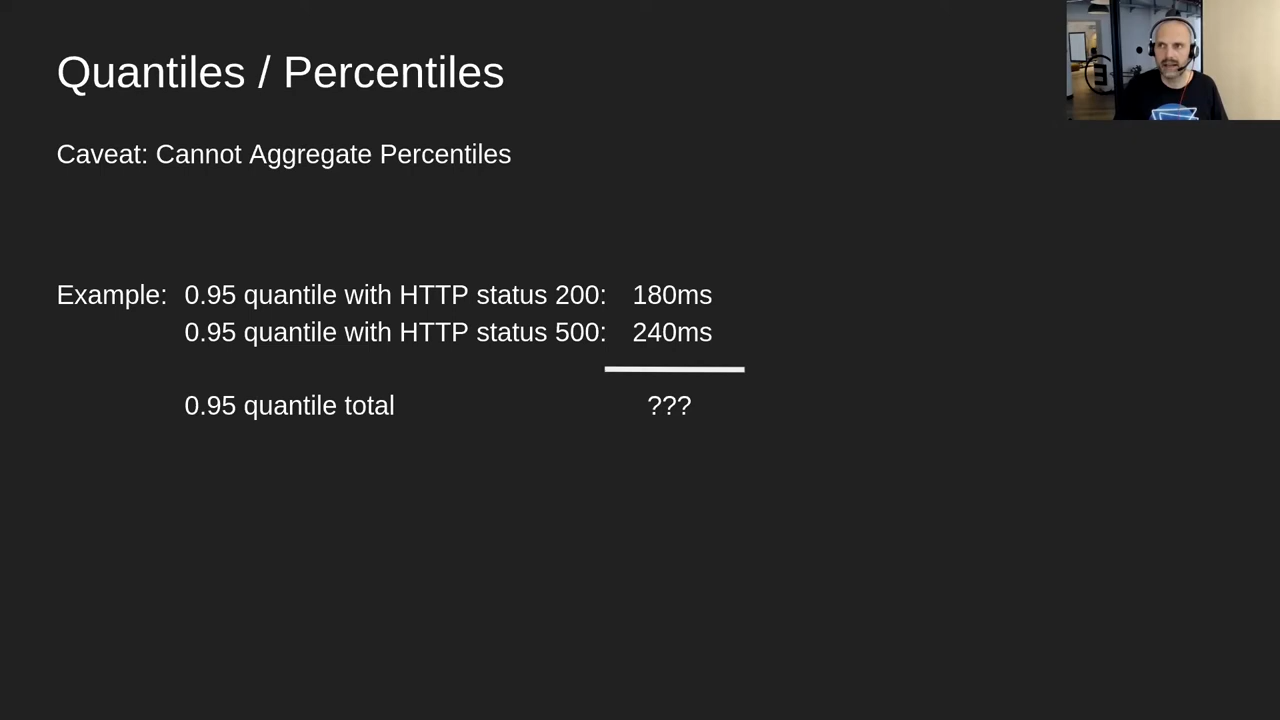 Quantiles / Percentiles
Caveat: Cannot Aggregate Percentiles
Example: 0.95 quantile with HTTP status 200: 180ms
0.95 quantile with HTTP status 500: 240ms
0.95 quantile total ???